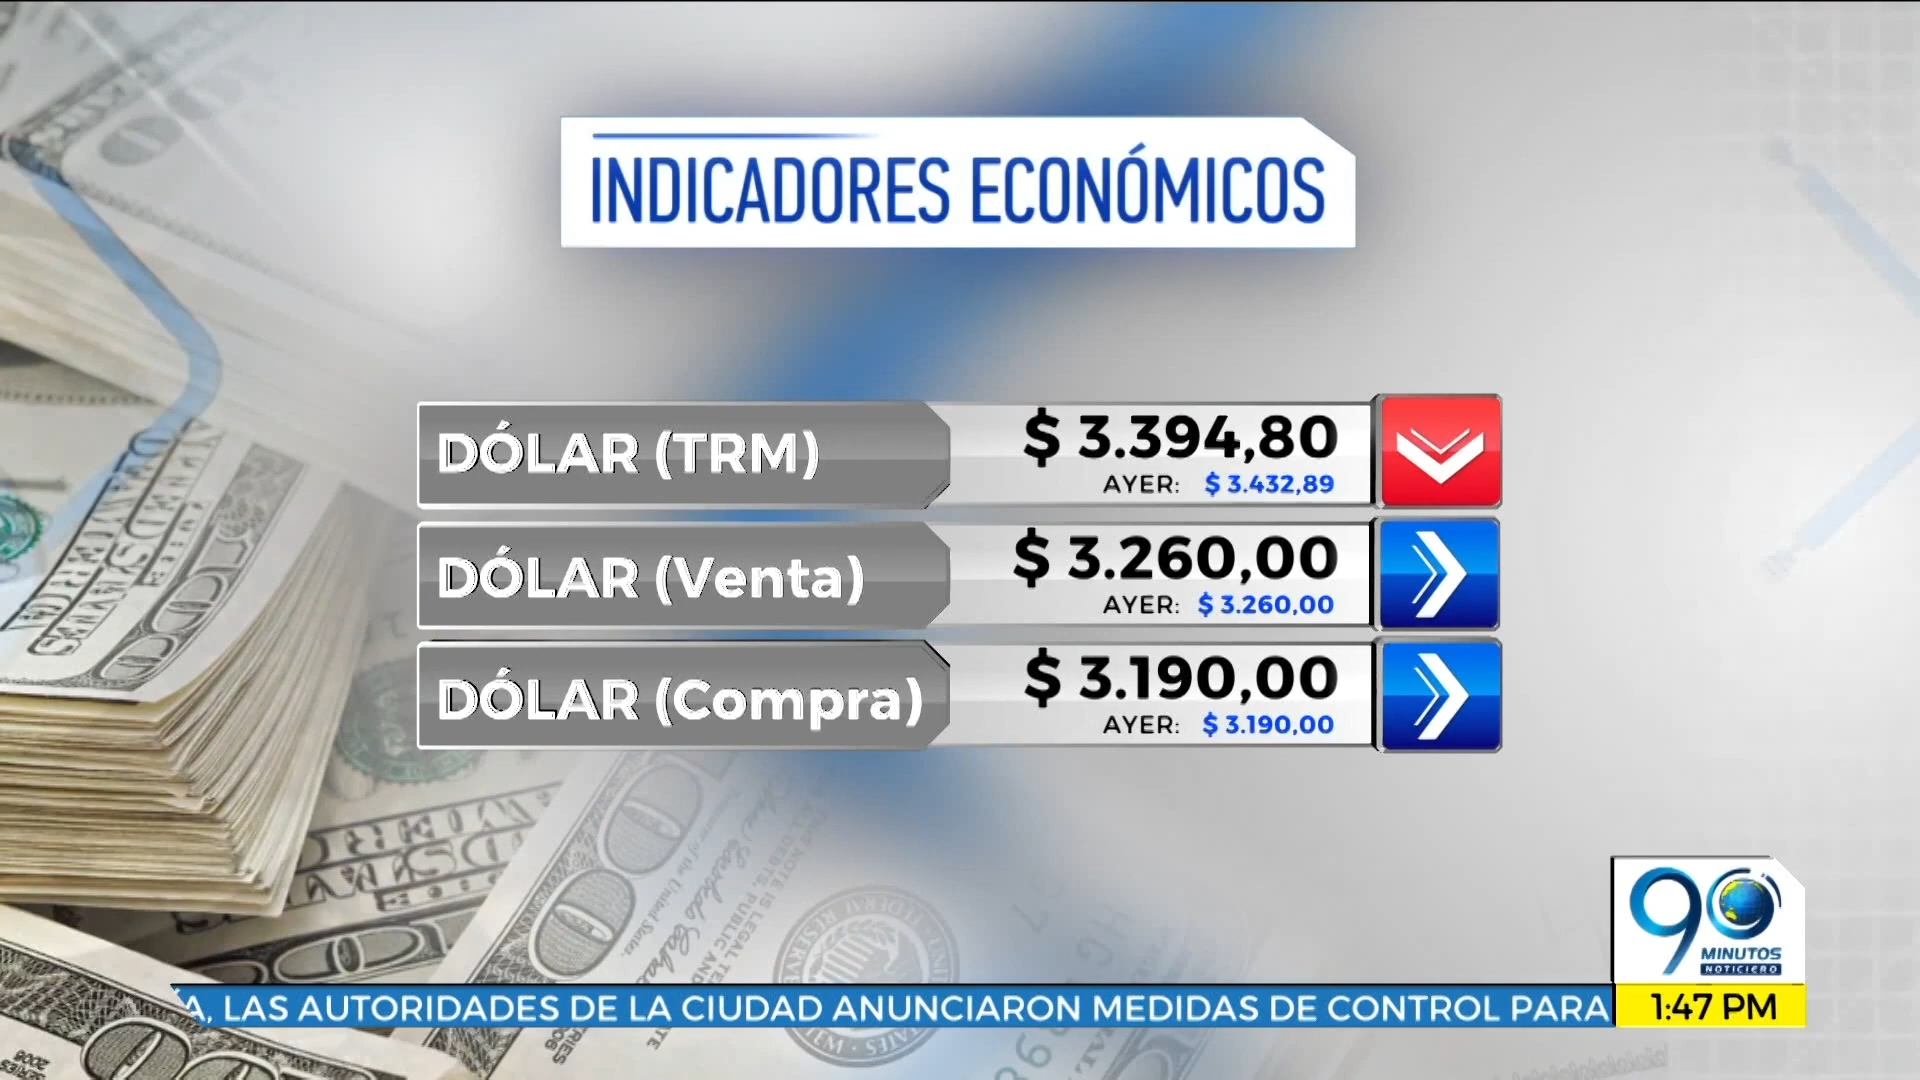 INDICADORES ECONÓMICOS
DÓLAR (TRM)
$ 3.394,80
AYER: $ 3.432,89
DÓLAR (Venta)
$ 3.260,00
AYER: $ 3.260,00
DÓLAR (Compra)
$ 3.190,00
AYER: $ 3.190,00
90
MINUTOS
NOTICIERO
, LAS AUTORIDADES DE LA CIUDAD ANUNCIARON MEDIDAS DE CONTROL PARA
1:47 PM